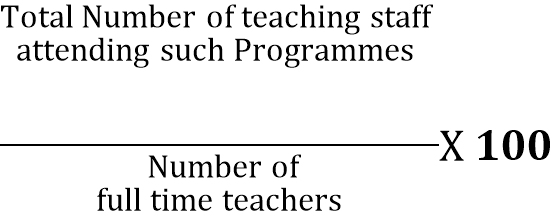 Total Number of teaching staff
attending such Programmes
X 100
Number of
full time teachers